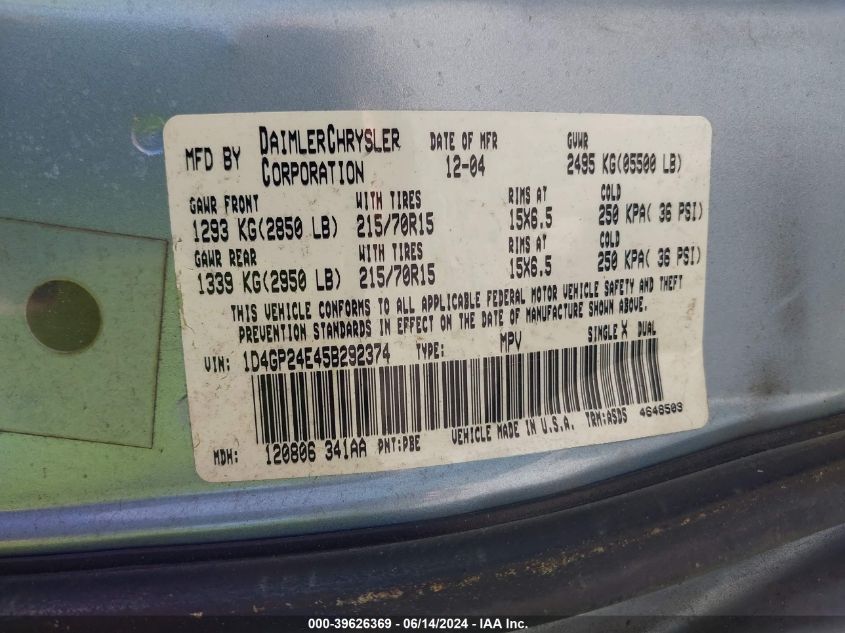 MFD BY DAIMLERCHRYSLER CORPORATION DATE OF MFR 12-04 GVWR 2495 KG(05500 LB)
GAWR FRONT WITH TIRES RIMS AT COLD
1293 KG(2850 LB) 215/70R15 15X6.5 250 KPA( 36 PSI)
GAWR REAR WITH TIRES RIMS AT COLD
1339 KG(2950 LB) 215/70R15 15X6.5 250 KPA( 36 PSI)
THIS VEHICLE CONFORMS TO ALL APPLICABLE FEDERAL MOTOR VEHICLE SAFETY AND THEFT
PREVENTION STANDARDS IN EFFECT ON THE DATE OF MANUFACTURE SHOWN ABOVE.
VIN: 1D4GP24E45B292374 TYPE: MPV SINGLE X DUAL
MDH: 120806 341AA PNT:PBE VEHICLE MADE IN U.S.A. TRM:A5DS 4648503
000-39626369 - 06/14/2024 - IAA Inc.